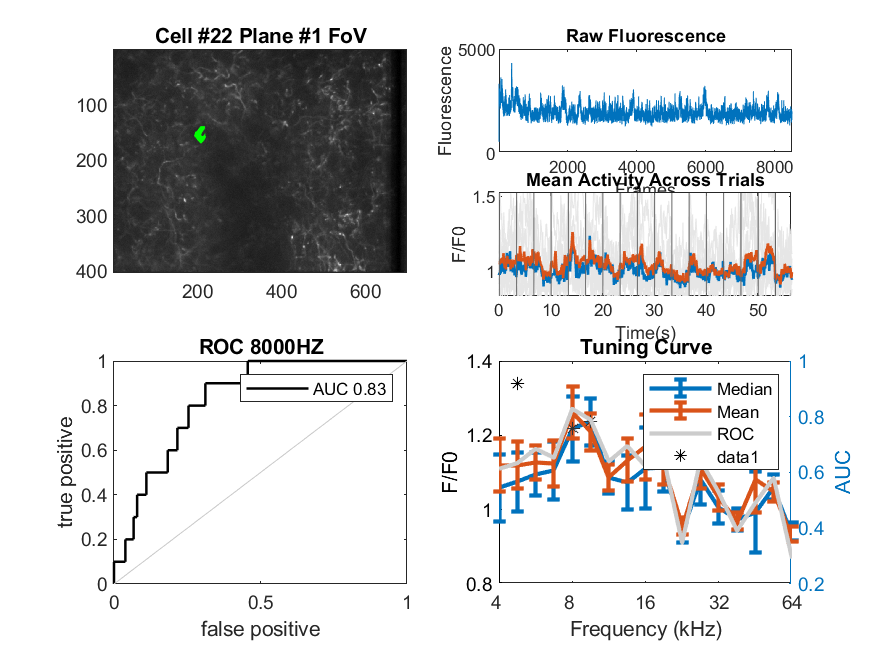 Cell #22 Plane #1 FoV
100
200
300
400
200
400
600
Raw Fluorescence
Fluorescence
5000
0
2000
4000
6000
8000
Frames
Mean Activity Across Trials
F/F0
1.5
1
0
10
20
30
40
50
Time(s)
ROC 8000HZ
true positive
1
0.8
0.6
0.4
0.2
0
AUC 0.83
0
0.5
1
false positive
Tuning Curve
F/F0
1.4
1.2
1
0.8
Median
Mean
ROC
data1
1
0.8
0.6
0.4
0.2
AUC
4
8
16
32
64
Frequency (kHz)